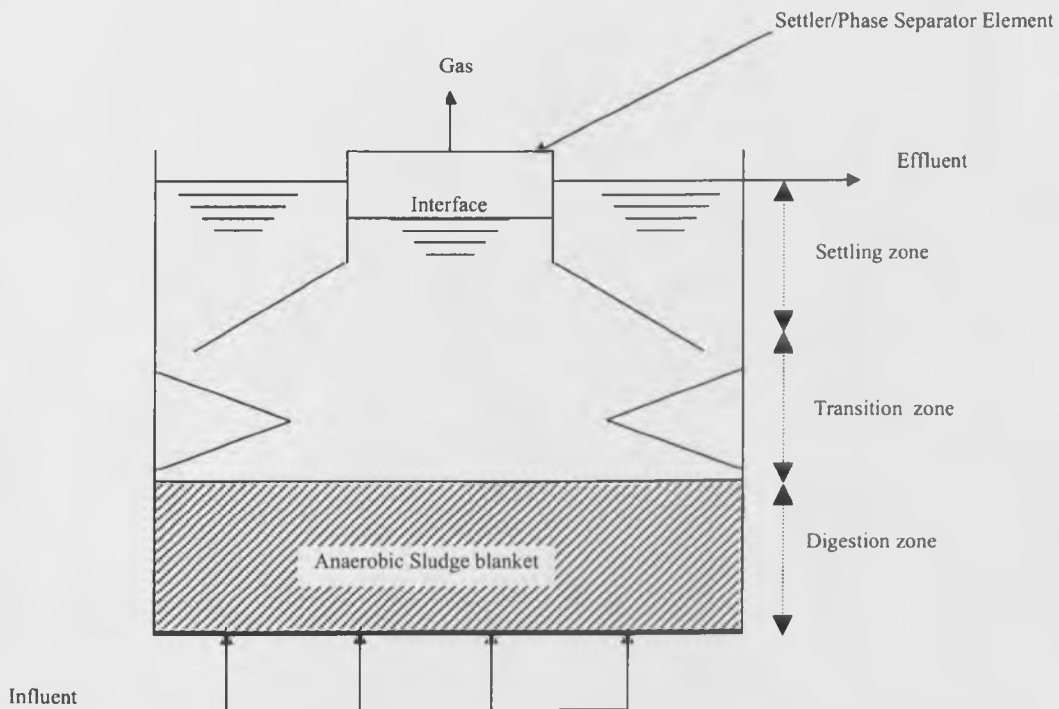 Settler/Phase Separator Element
Gas
Effluent
Interface
Settling zone
Transition zone
Anaerobic Sludge blanket
Digestion zone
Influent